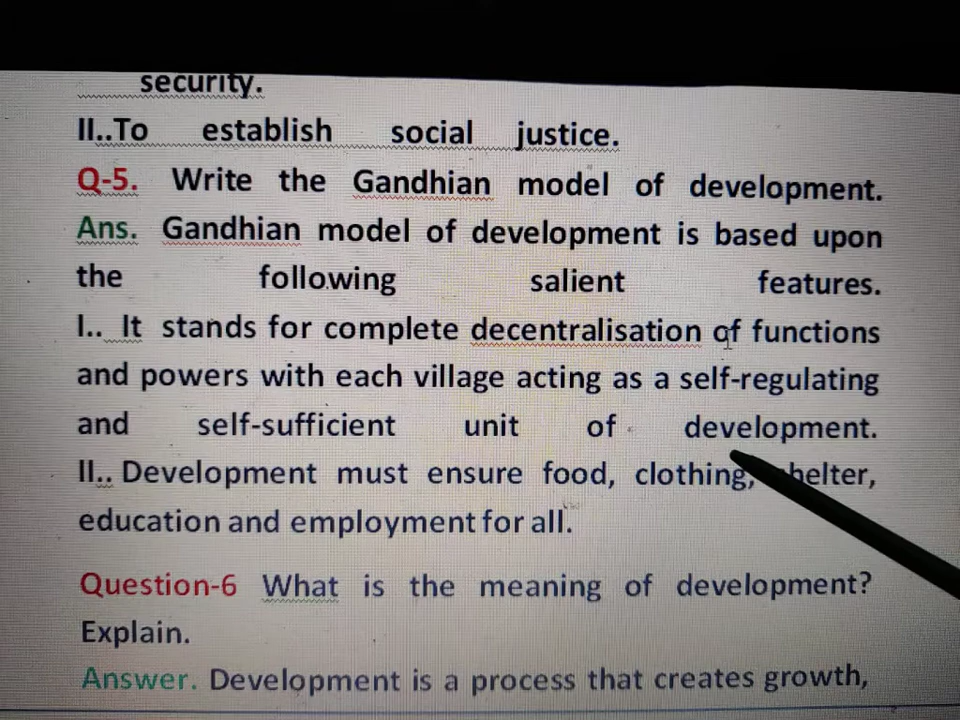 security.
II..To establish social justice.
Q-5. Write the Gandhian model of development.
Ans. Gandhian model of development is based upon
the following salient features.
I.. It stands for complete decentralisation of functions
and powers with each village acting as a self-regulating
and self-sufficient unit of development.
II.. Development must ensure food, clothing, shelter,
education and employment for all.
Question-6 What is the meaning of development?
Explain.
Answer. Development is a process that creates growth,